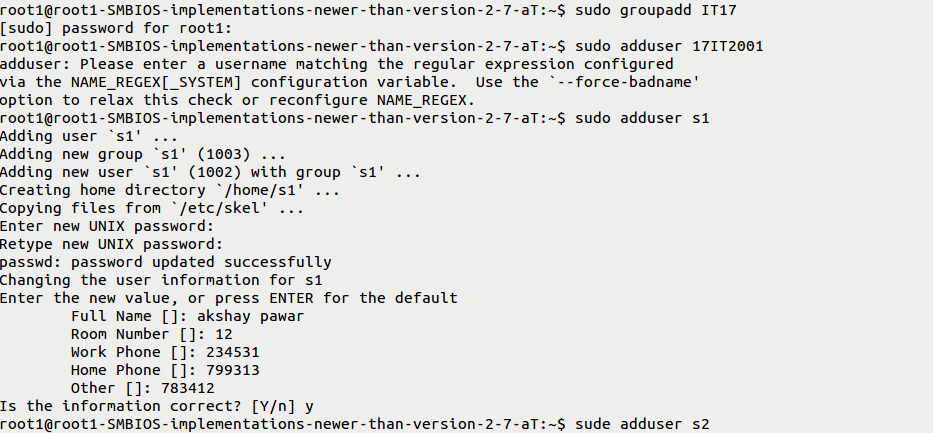 root1@root1-SMBIOS-implementations-newer-than-version-2-7-aT:~$ sudo groupadd IT17
[sudo] password for root1:
root1@root1-SMBIOS-implementations-newer-than-version-2-7-aT:~$ sudo adduser 17IT2001
adduser: Please enter a username matching the regular expression configured
via the NAME_REGEX[_SYSTEM] configuration variable.  Use the `--force-badname'
option to relax this check or reconfigure NAME_REGEX.
root1@root1-SMBIOS-implementations-newer-than-version-2-7-aT:~$ sudo adduser s1
Adding user `s1' ...
Adding new group `s1' (1003) ...
Adding new user `s1' (1002) with group `s1' ...
Creating home directory `/home/s1' ...
Copying files from `/etc/skel' ...
Enter new UNIX password:
Retype new UNIX password:
passwd: password updated successfully
Changing the user information for s1
Enter the new value, or press ENTER for the default
        Full Name []: akshay pawar
        Room Number []: 12
        Work Phone []: 234531
        Home Phone []: 799313
        Other []: 783412
Is the information correct? [Y/n] y
root1@root1-SMBIOS-implementations-newer-than-version-2-7-aT:~$ sude adduser s2